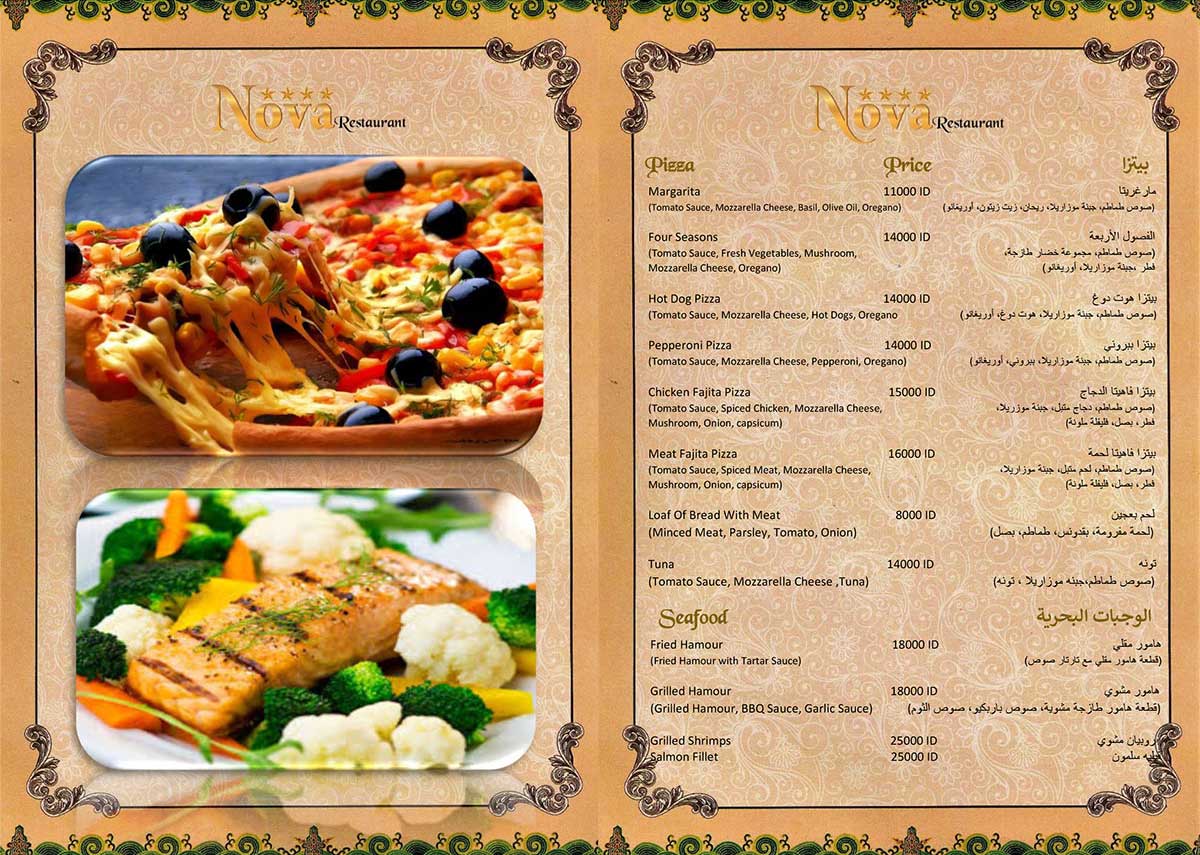 Nova Restaurant
Nova Restaurant
Pizza Price بيتزا
Margarita 11000 ID مارغريتا
(Tomato Sauce, Mozzarella Cheese, Basil, Olive Oil, Oregano) (صوص طماطم، جبنة موزاريلا، ريحان، زيت زيتون، أوريغانو)
Four Seasons 14000 ID الفصول الأربعة
(Tomato Sauce, Fresh Vegetables, Mushroom, (صوص طماطم، مجموعة خضار طازجة،
Mozzarella Cheese, Oregano) فطر ،جبنة موزاريلا، أوريغانو)
Hot Dog Pizza 14000 ID بيتزا هوت دوغ
(Tomato Sauce, Mozzarella Cheese, Hot Dogs, Oregano (صوص طماطم، جبنة موزاريلا، هوت دوغ، أوريغانو)
Pepperoni Pizza 14000 ID بيتزا ببروني
(Tomato Sauce, Mozzarella Cheese, Pepperoni, Oregano) (صوص طماطم، جبنة موزاريلا، ببروني، أوريغانو)
Chicken Fajita Pizza 15000 ID بيتزا فاهيتا الدجاج
(Tomato Sauce, Spiced Chicken, Mozzarella Cheese, (صوص طماطم، دجاج متبل، جبنة موزريلا،
Mushroom, Onion, capsicum) فطر، بصل، فليفلة ملونة)
Meat Fajita Pizza 16000 ID بيتزا فاهيتا لحمة
(Tomato Sauce, Spiced Meat, Mozzarella Cheese, (صوص طماطم، لحم متبل، جبنة موزاريلا،
Mushroom, Onion, capsicum) فطر، بصل، فليفلة ملونة)
Loaf Of Bread With Meat 8000 ID لحم بعجين
(Minced Meat, Parsley, Tomato, Onion) (لحمة مفرومة، بقدونس، طماطم، بصل)
Tuna 14000 ID تونه
(Tomato Sauce, Mozzarella Cheese ,Tuna) (صوص طماطم،جبنه موزاريلا ، تونه)
Seafood الوجبات البحرية
Fried Hamour 18000 ID هامور مقلي
(Fried Hamour with Tartar Sauce) (قطعة هامور مقلي مع تارتار صوص)
Grilled Hamour 18000 ID هامور مشوي
(Grilled Hamour, BBQ Sauce, Garlic Sauce) (قطعة هامور طازجة مشوية، صوص باربكيو، صوص الثوم)
Grilled Shrimps 25000 ID روبيان مشوي
Salmon Fillet 25000 ID سلمون